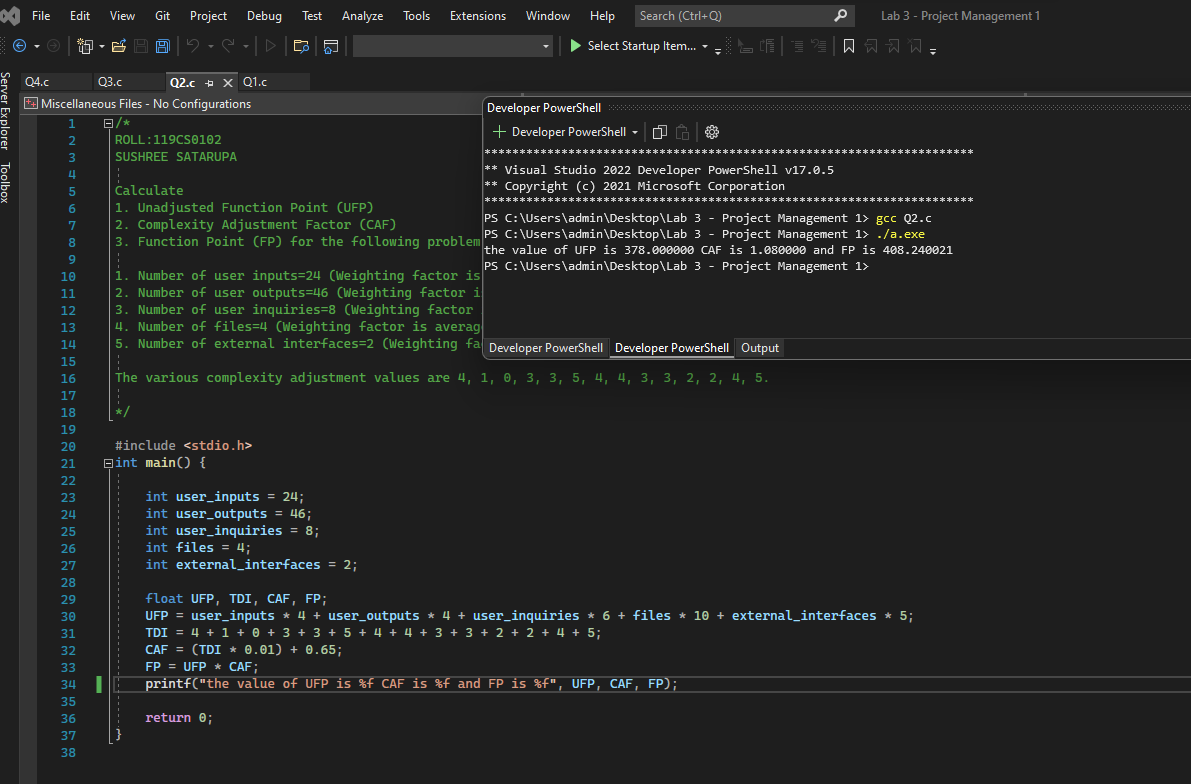 File Edit View Git Project Debug Test Analyze Tools Extensions Window Help Search (Ctrl+Q) Lab 3 - Project Management 1
Select Startup Item...
Server Explorer
Toolbox
Q4.c Q3.c Q2.c Q1.c
Miscellaneous Files - No Configurations
1 /*
2 ROLL:119CS0102
3 SUSHREE SATARUPA
4
5 Calculate
6 1. Unadjusted Function Point (UFP)
7 2. Complexity Adjustment Factor (CAF)
8 3. Function Point (FP) for the following problem
9
10 1. Number of user inputs=24 (Weighting factor is
11 2. Number of user outputs=46 (Weighting factor i
12 3. Number of user inquiries=8 (Weighting factor
13 4. Number of files=4 (Weighting factor is averag
14 5. Number of external interfaces=2 (Weighting fa
15
16 The various complexity adjustment values are 4, 1, 0, 3, 3, 5, 4, 4, 3, 3, 2, 2, 4, 5.
17
18 */
19
20 #include <stdio.h>
21 int main() {
22
23 int user_inputs = 24;
24 int user_outputs = 46;
25 int user_inquiries = 8;
26 int files = 4;
27 int external_interfaces = 2;
28
29 float UFP, TDI, CAF, FP;
30 UFP = user_inputs * 4 + user_outputs * 4 + user_inquiries * 6 + files * 10 + external_interfaces * 5;
31 TDI = 4 + 1 + 0 + 3 + 3 + 5 + 4 + 4 + 3 + 3 + 2 + 2 + 4 + 5;
32 CAF = (TDI * 0.01) + 0.65;
33 FP = UFP * CAF;
34 printf("the value of UFP is %f CAF is %f and FP is %f", UFP, CAF, FP);
35
36 return 0;
37 }
38
Developer PowerShell
Developer PowerShell
**********************************************************************
** Visual Studio 2022 Developer PowerShell v17.0.5
** Copyright (c) 2021 Microsoft Corporation
**********************************************************************
PS C:\Users\admin\Desktop\Lab 3 - Project Management 1> gcc Q2.c
PS C:\Users\admin\Desktop\Lab 3 - Project Management 1> ./a.exe
the value of UFP is 378.000000 CAF is 1.080000 and FP is 408.240021
PS C:\Users\admin\Desktop\Lab 3 - Project Management 1>
Developer PowerShell Developer PowerShell Output